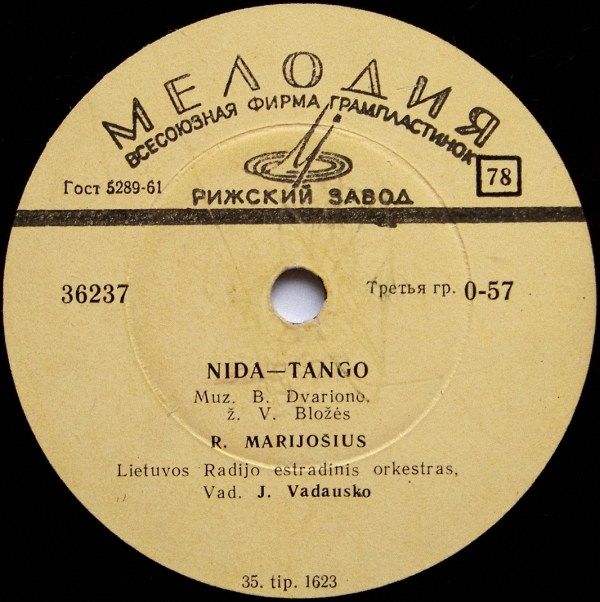 МЕЛОДИЯ
ВСЕСОЮЗНАЯ ФИРМА ГРАМПЛАСТИНОК
Гост 5289-61
78
РИЖСКИЙ ЗАВОД
36237
Третья гр. 0-57
NIDA—TANGO
Muz. B. Dvariono,
ž. V. Bložės
R. MARIJOŠIUS
Lietuvos Radijo estradinis orkestras,
Vad. J. Vadausko
35. tip. 1623